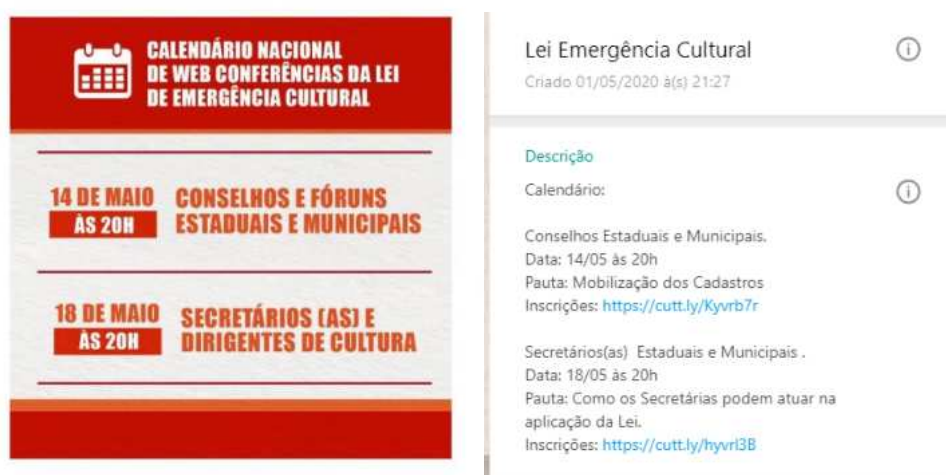 CALENDÁRIO NACIONAL
DE WEB CONFERÊNCIAS DA LEI
DE EMERGÊNCIA CULTURAL
14 DE MAIO
ÀS 20H
CONSELHOS E FÓRUNS
ESTADUAIS E MUNICIPAIS
18 DE MAIO
ÀS 20H
SECRETÁRIOS (AS) E
DIRIGENTES DE CULTURA
Lei Emergência Cultural
Criado 01/05/2020 à(s) 21:27
Descrição
Calendário:
Conselhos Estaduais e Municipais.
Data: 14/05 às 20h
Pauta: Mobilização dos Cadastros
Inscrições: https://cutt.ly/Kyvrb7r
Secretários(as) Estaduais e Municipais .
Data: 18/05 às 20h
Pauta: Como os Secretárias podem atuar na
aplicação da Lei.
Inscrições: https://cutt.ly/hyvrl3B